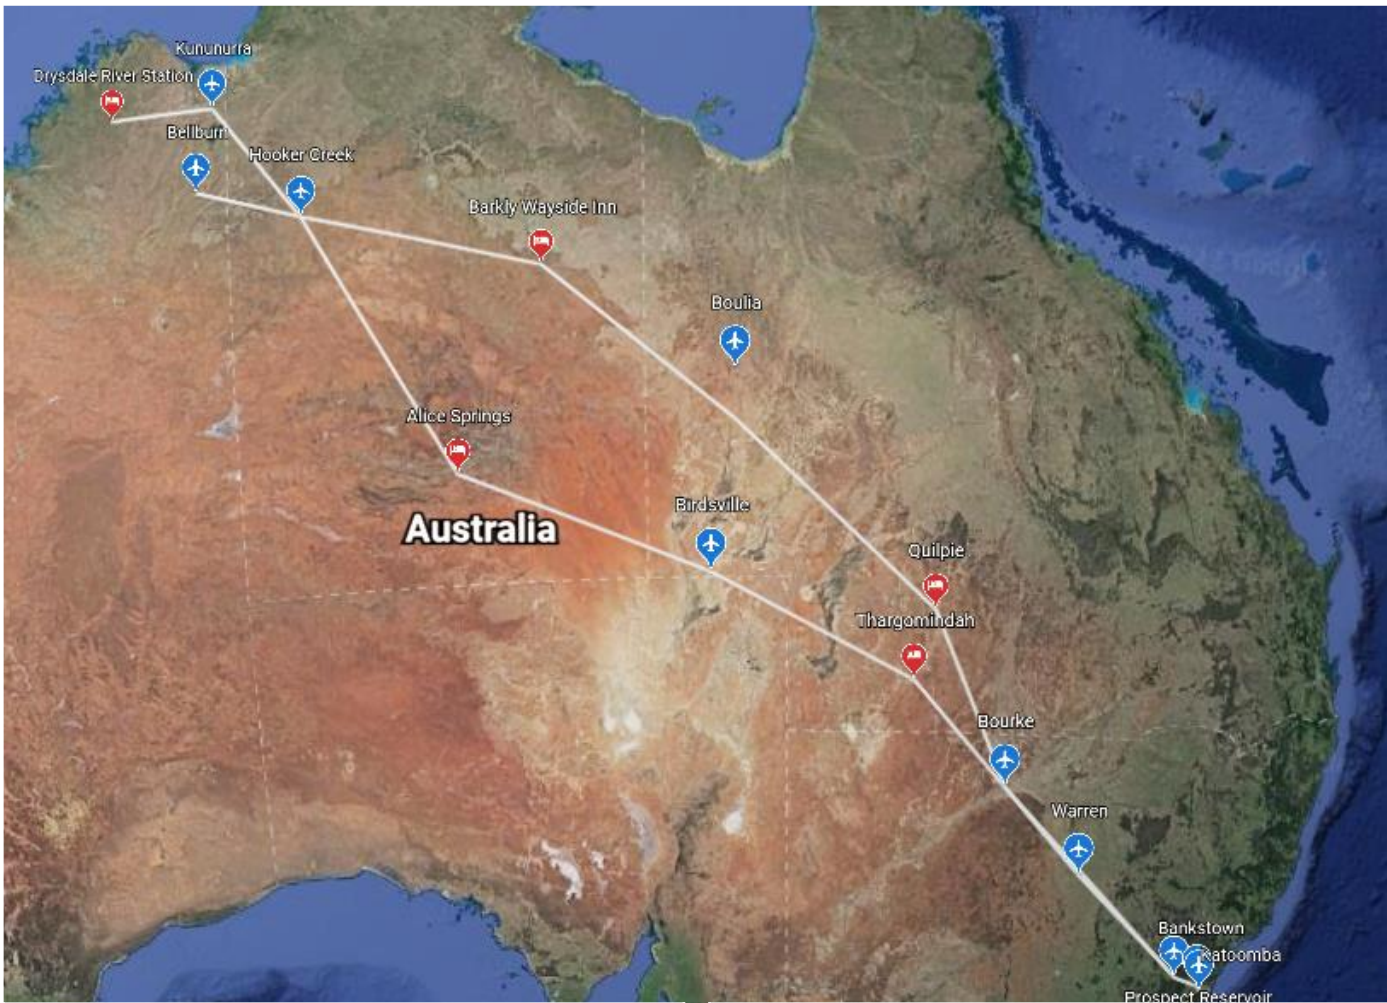 Kununurra
Drysdale River Station
Bellburn
Hooker Creek
Barkly Wayside Inn
Boulia
Alice Springs
Australia
Birdsville
Quilpie
Thargomindah
Bourke
Warren
Bankstown
Katoomba
Prospect Reservoir